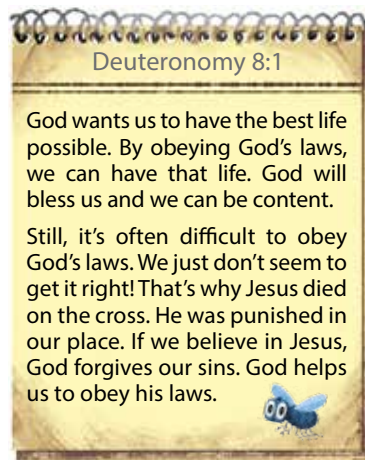 Deuteronomy 8:1
God wants us to have the best life
possible. By obeying God’s laws,
we can have that life. God will
bless us and we can be content.
Still, it’s often difficult to obey
God’s laws. We just don’t seem to
get it right! That’s why Jesus died
on the cross. He was punished in
our place. If we believe in Jesus,
God forgives our sins. God helps
us to obey his laws.